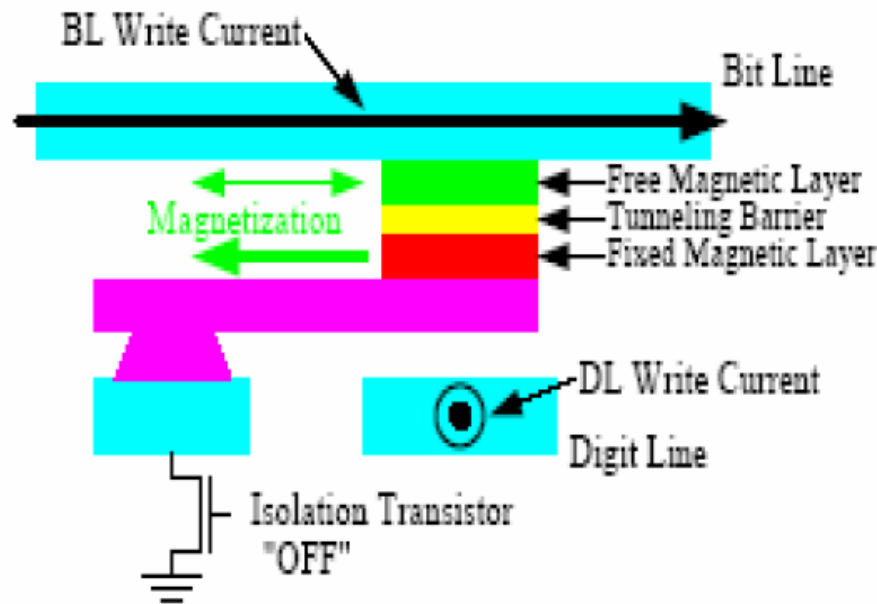 BL Write Current
Bit Line
Free Magnetic Layer
Tunneling Barrier
Magnetization
Fixed Magnetic Layer
DL Write Current
Digit Line
Isolation Transistor
"OFF"